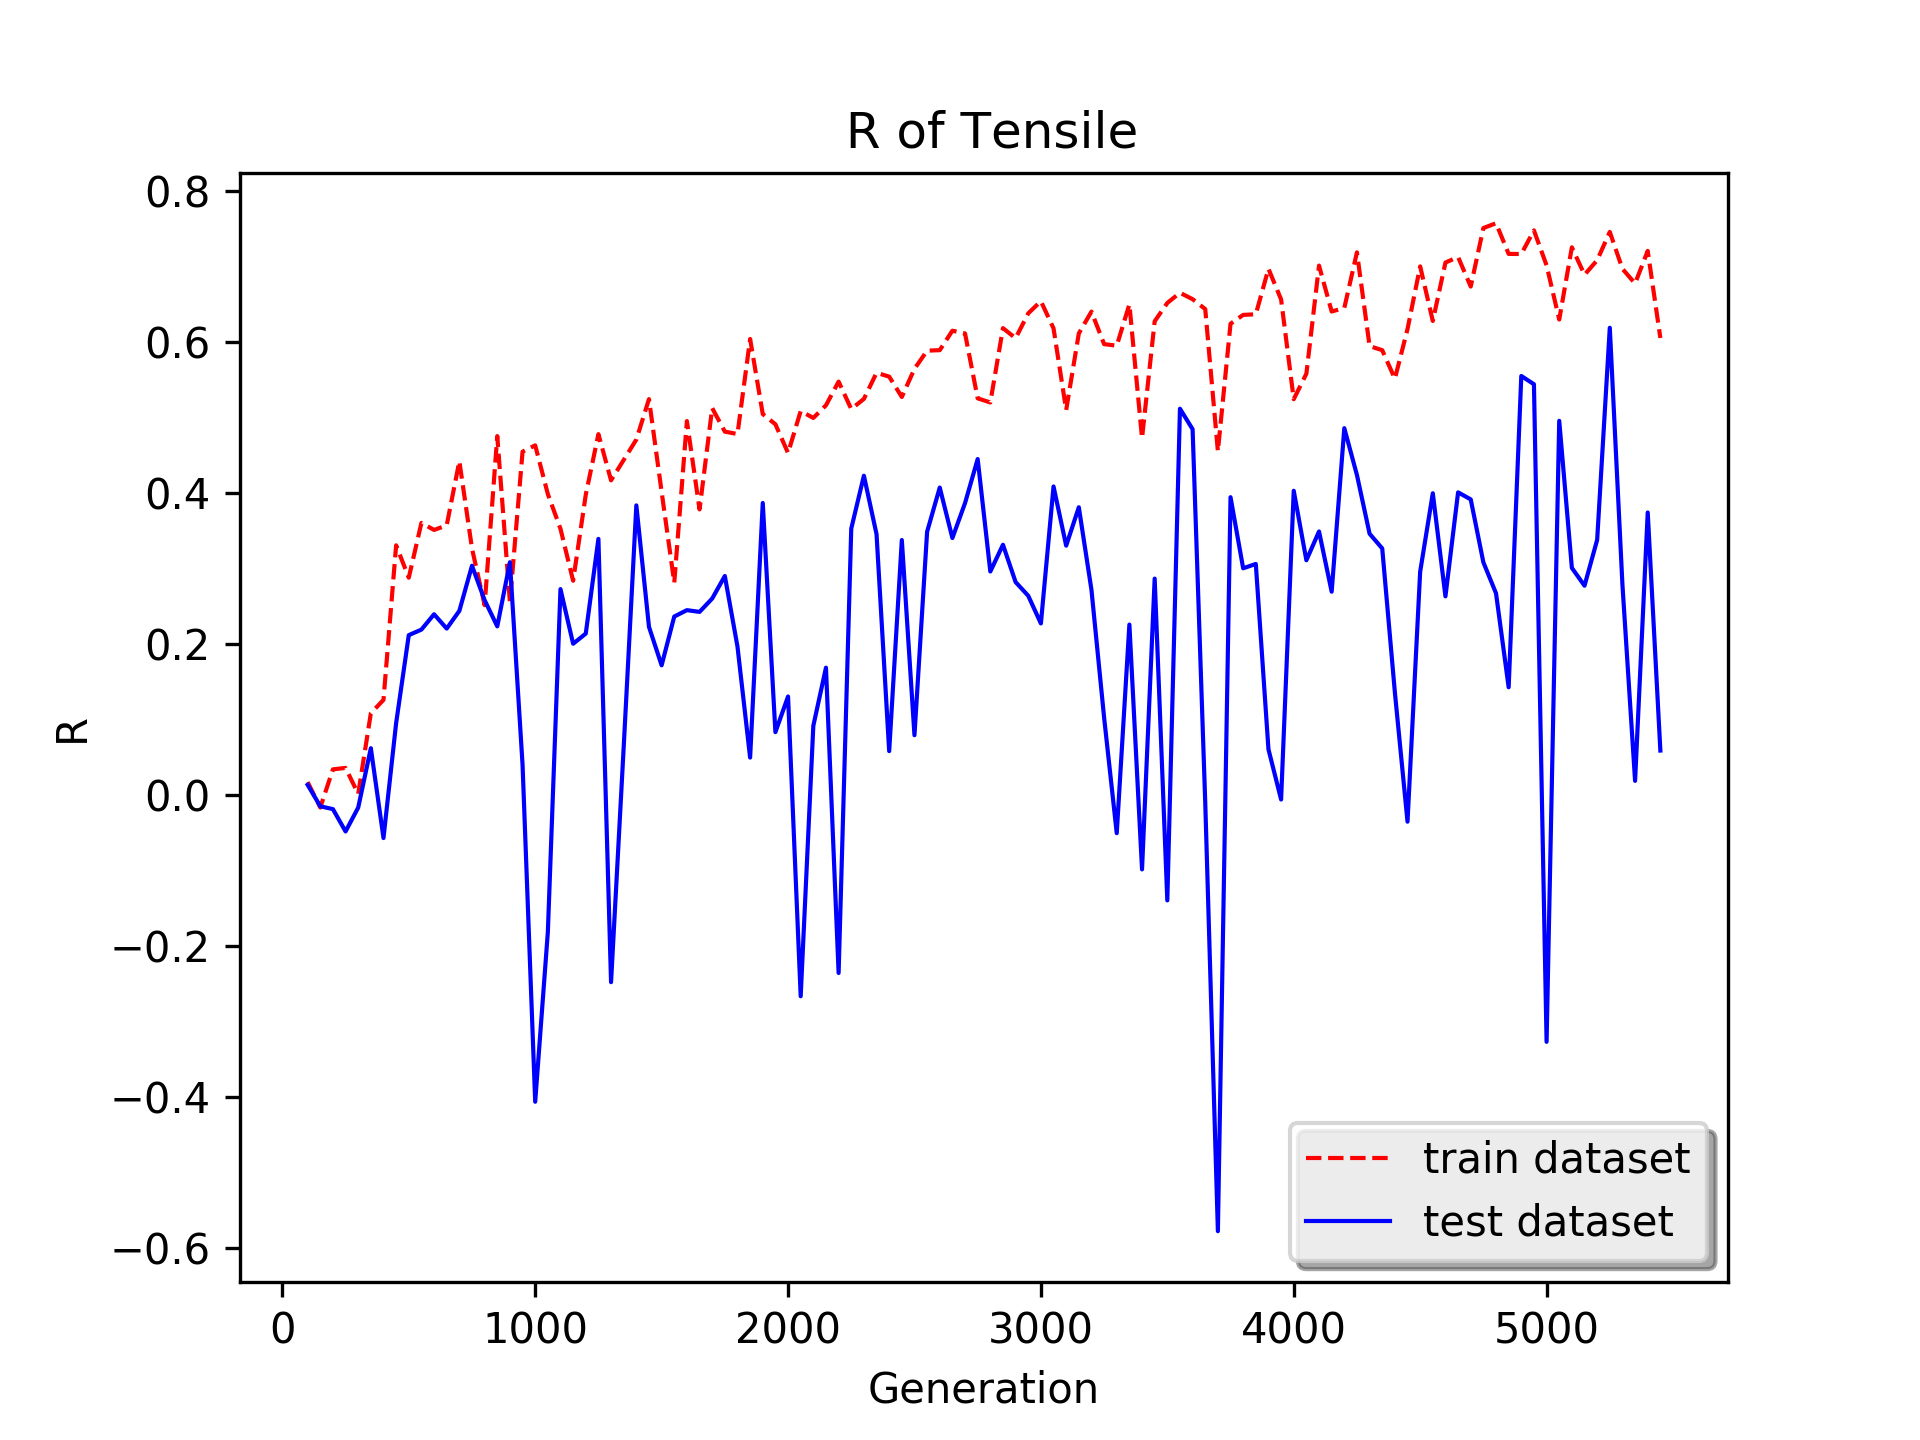 R of Tensile
0.8
0.6
0.4
0.2
0.0
−0.2
−0.4
−0.6
R
0 1000 2000 3000 4000 5000
Generation
train dataset
test dataset